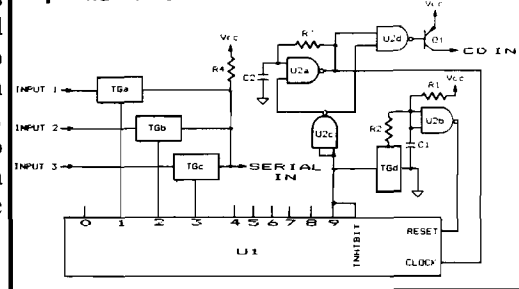 Vcc
R4
R3
C2
U2a
U2d
Vcc
Q1
CD IN
INPUT 1
TGa
INPUT 2
TGb
INPUT 3
TGc
SERIAL
IN
U2c
R2
R1
Vcc
U2b
C1
TGd
0 1 2 3 4 5 6 7 8 9
INHIBIT
RESET
CLOCK
U1